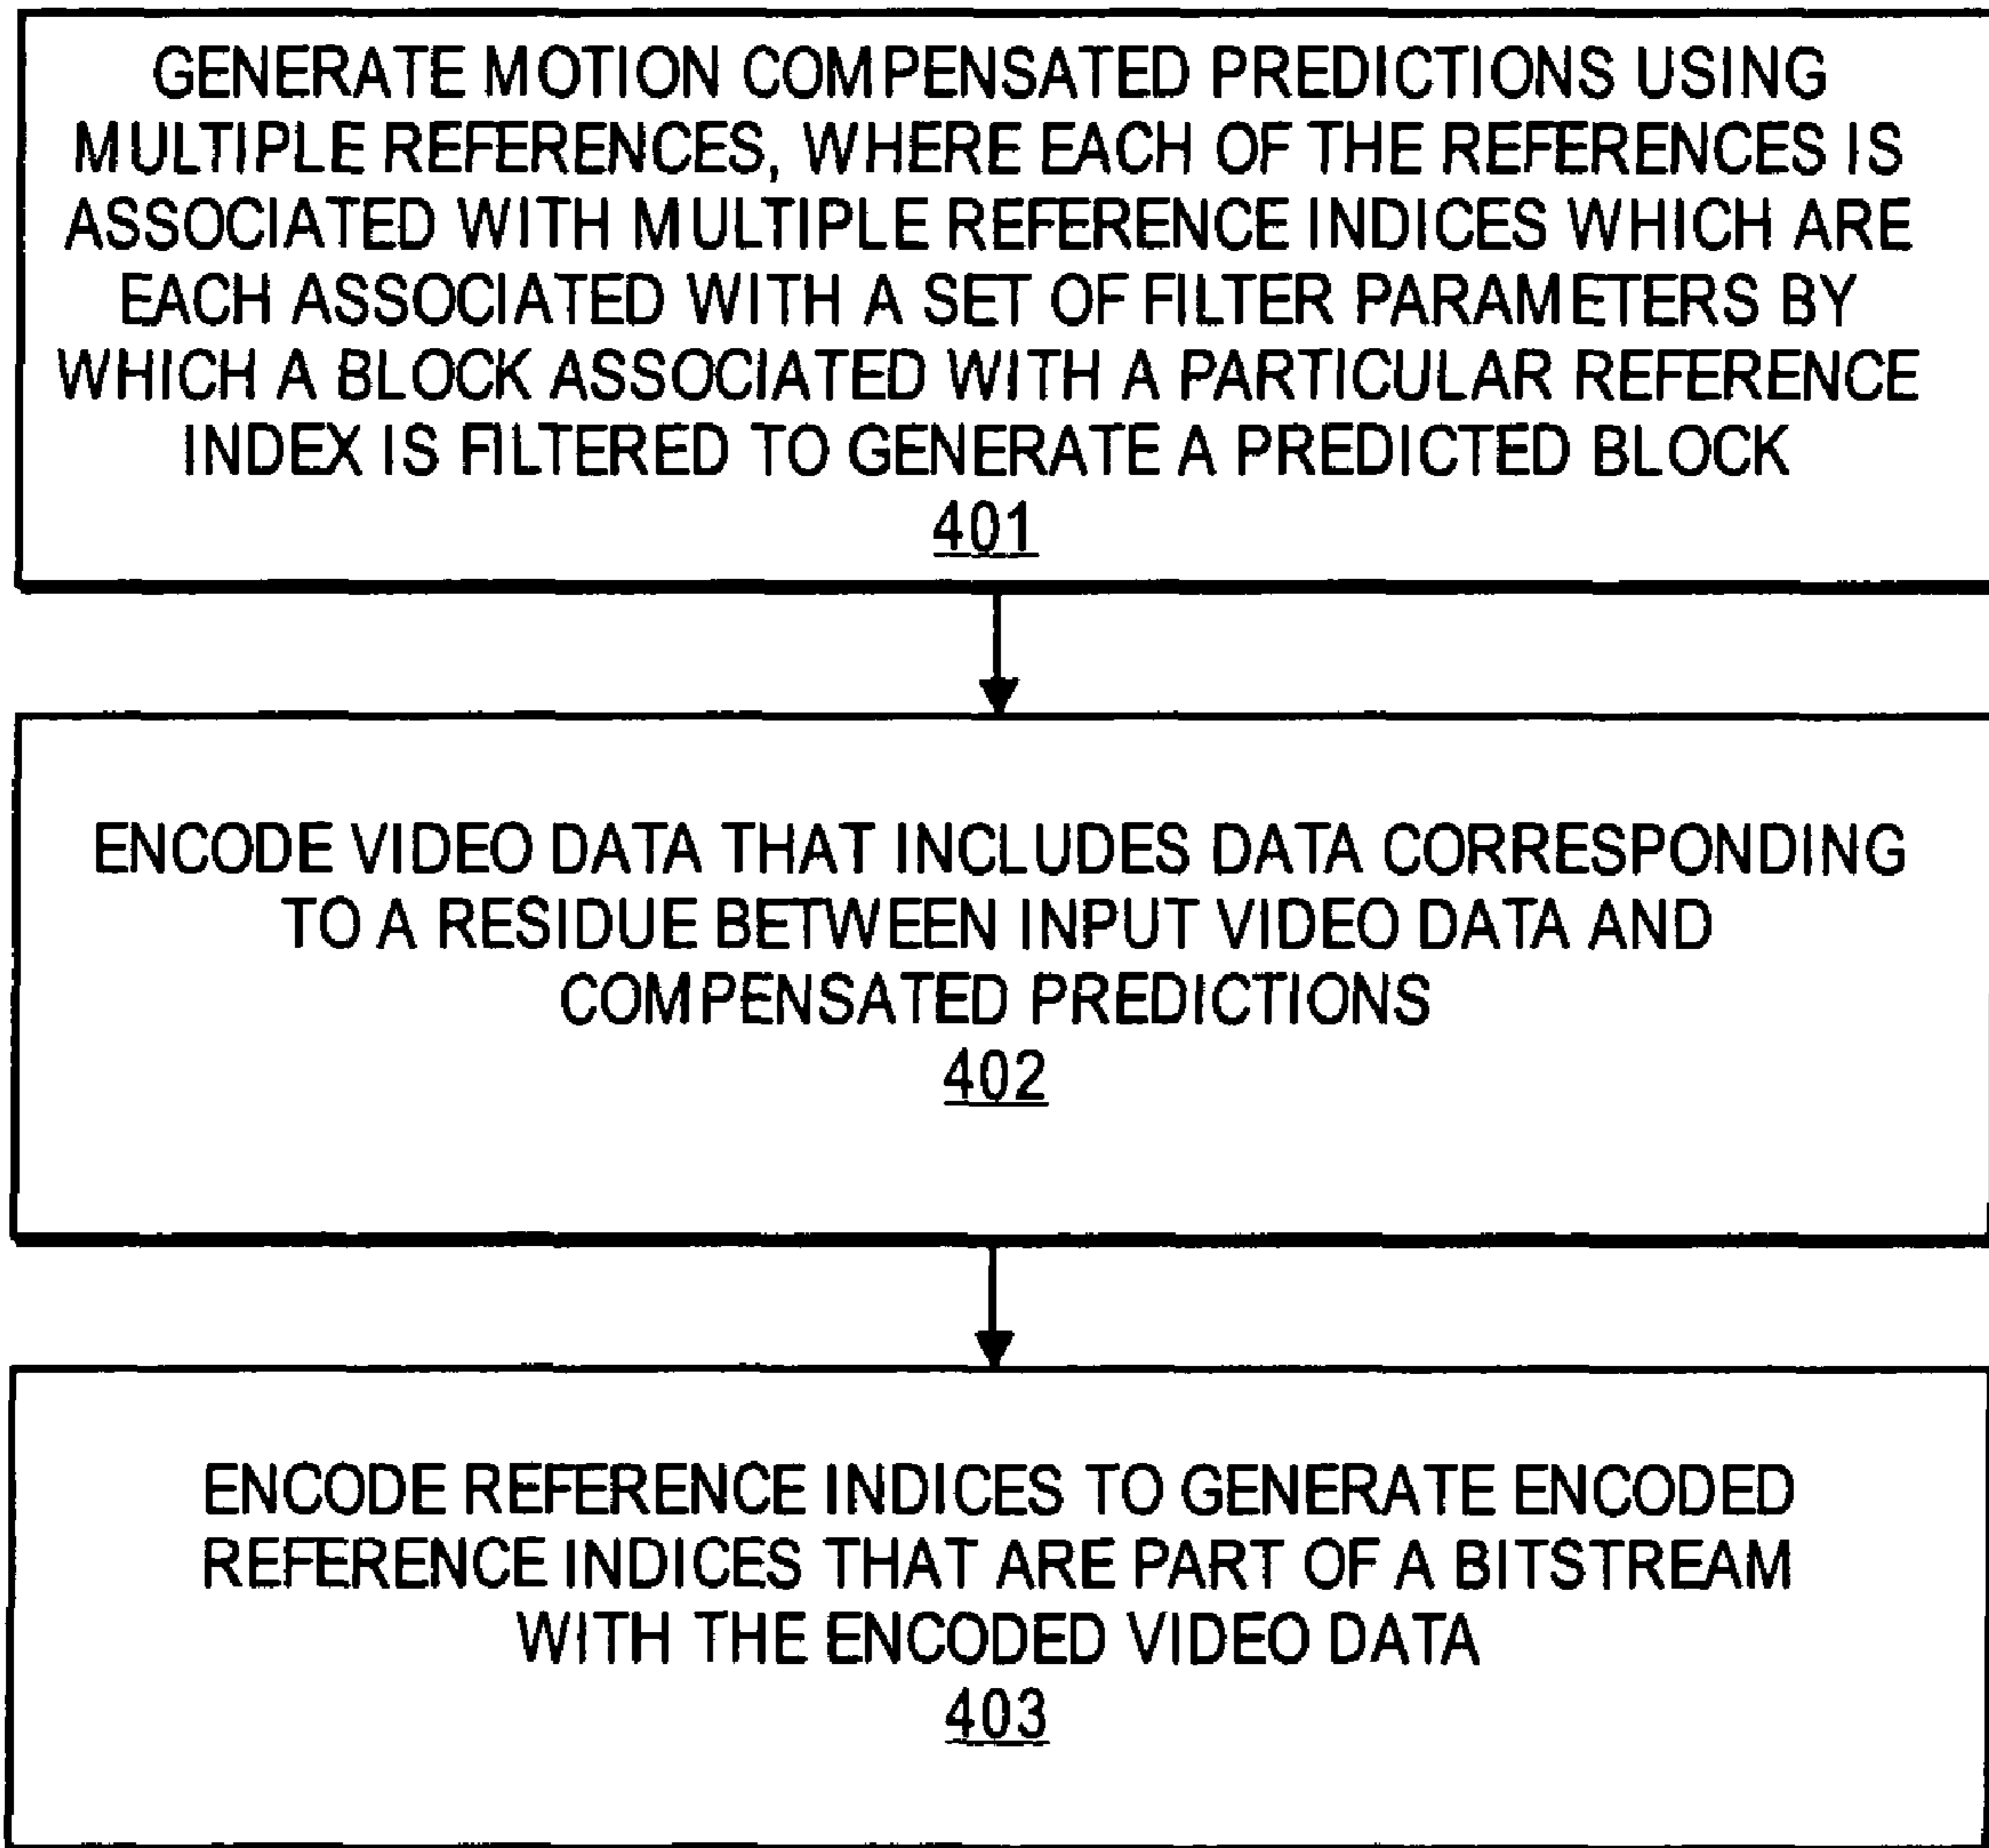 GENERATE MOTION COMPENSATED PREDICTIONS USING
MULTIPLE REFERENCES, WHERE EACH OF THE REFERENCES IS
ASSOCIATED WITH MULTIPLE REFERENCE INDICES WHICH ARE
EACH ASSOCIATED WITH A SET OF FILTER PARAMETERS BY
WHICH A BLOCK ASSOCIATED WITH A PARTICULAR REFERENCE
INDEX IS FILTERED TO GENERATE A PREDICTED BLOCK
401
ENCODE VIDEO DATA THAT INCLUDES DATA CORRESPONDING
TO A RESIDUE BETWEEN INPUT VIDEO DATA AND
COMPENSATED PREDICTIONS
402
ENCODE REFERENCE INDICES TO GENERATE ENCODED
REFERENCE INDICES THAT ARE PART OF A BITSTREAM
WITH THE ENCODED VIDEO DATA
403